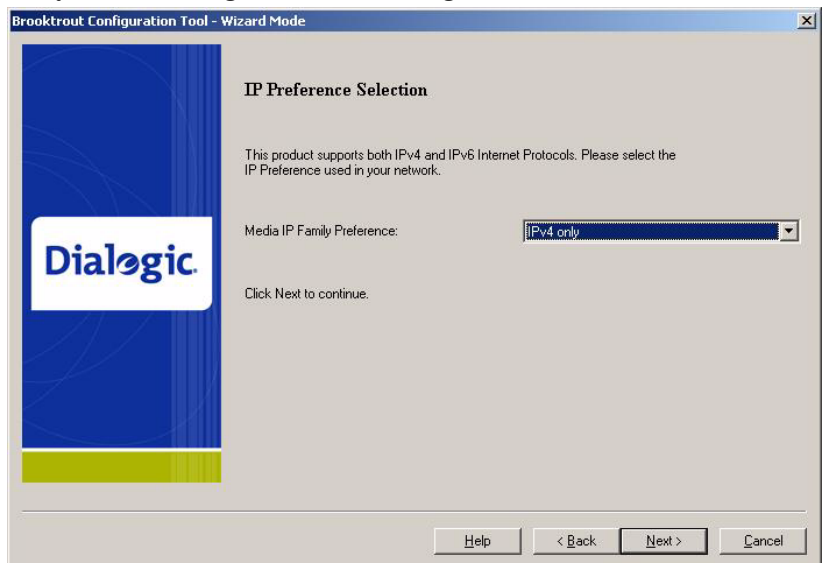 Brooktrout Configuration Tool - Wizard Mode
IP Preference Selection
This product supports both IPv4 and IPv6 Internet Protocols. Please select the
IP Preference used in your network.
Media IP Family Preference:
IPv4 only
Dialogic.
Click Next to continue.
Help
< Back
Next >
Cancel